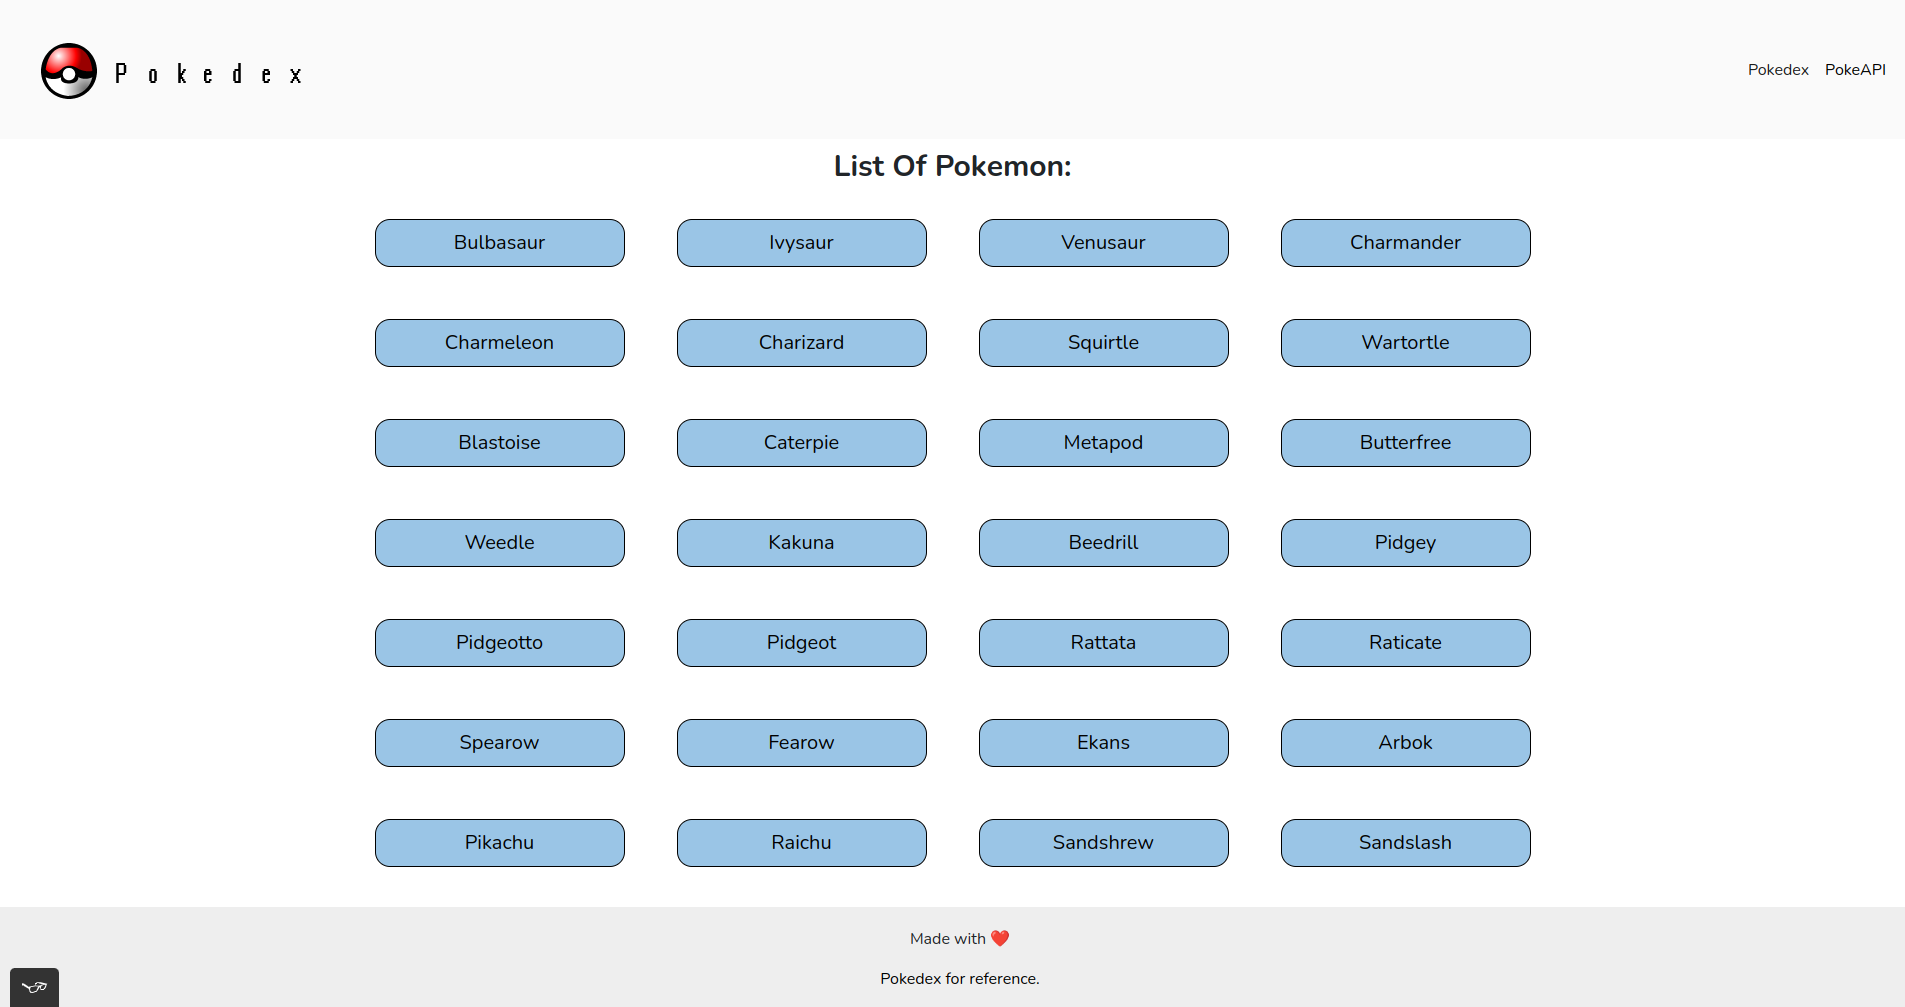 Pokedex
Pokedex PokeAPI
List Of Pokemon:
Bulbasaur Ivysaur Venusaur Charmander
Charmeleon Charizard Squirtle Wartortle
Blastoise Caterpie Metapod Butterfree
Weedle Kakuna Beedrill Pidgey
Pidgeotto Pidgeot Rattata Raticate
Spearow Fearow Ekans Arbok
Pikachu Raichu Sandshrew Sandslash
Made with ❤️
Pokedex for reference.